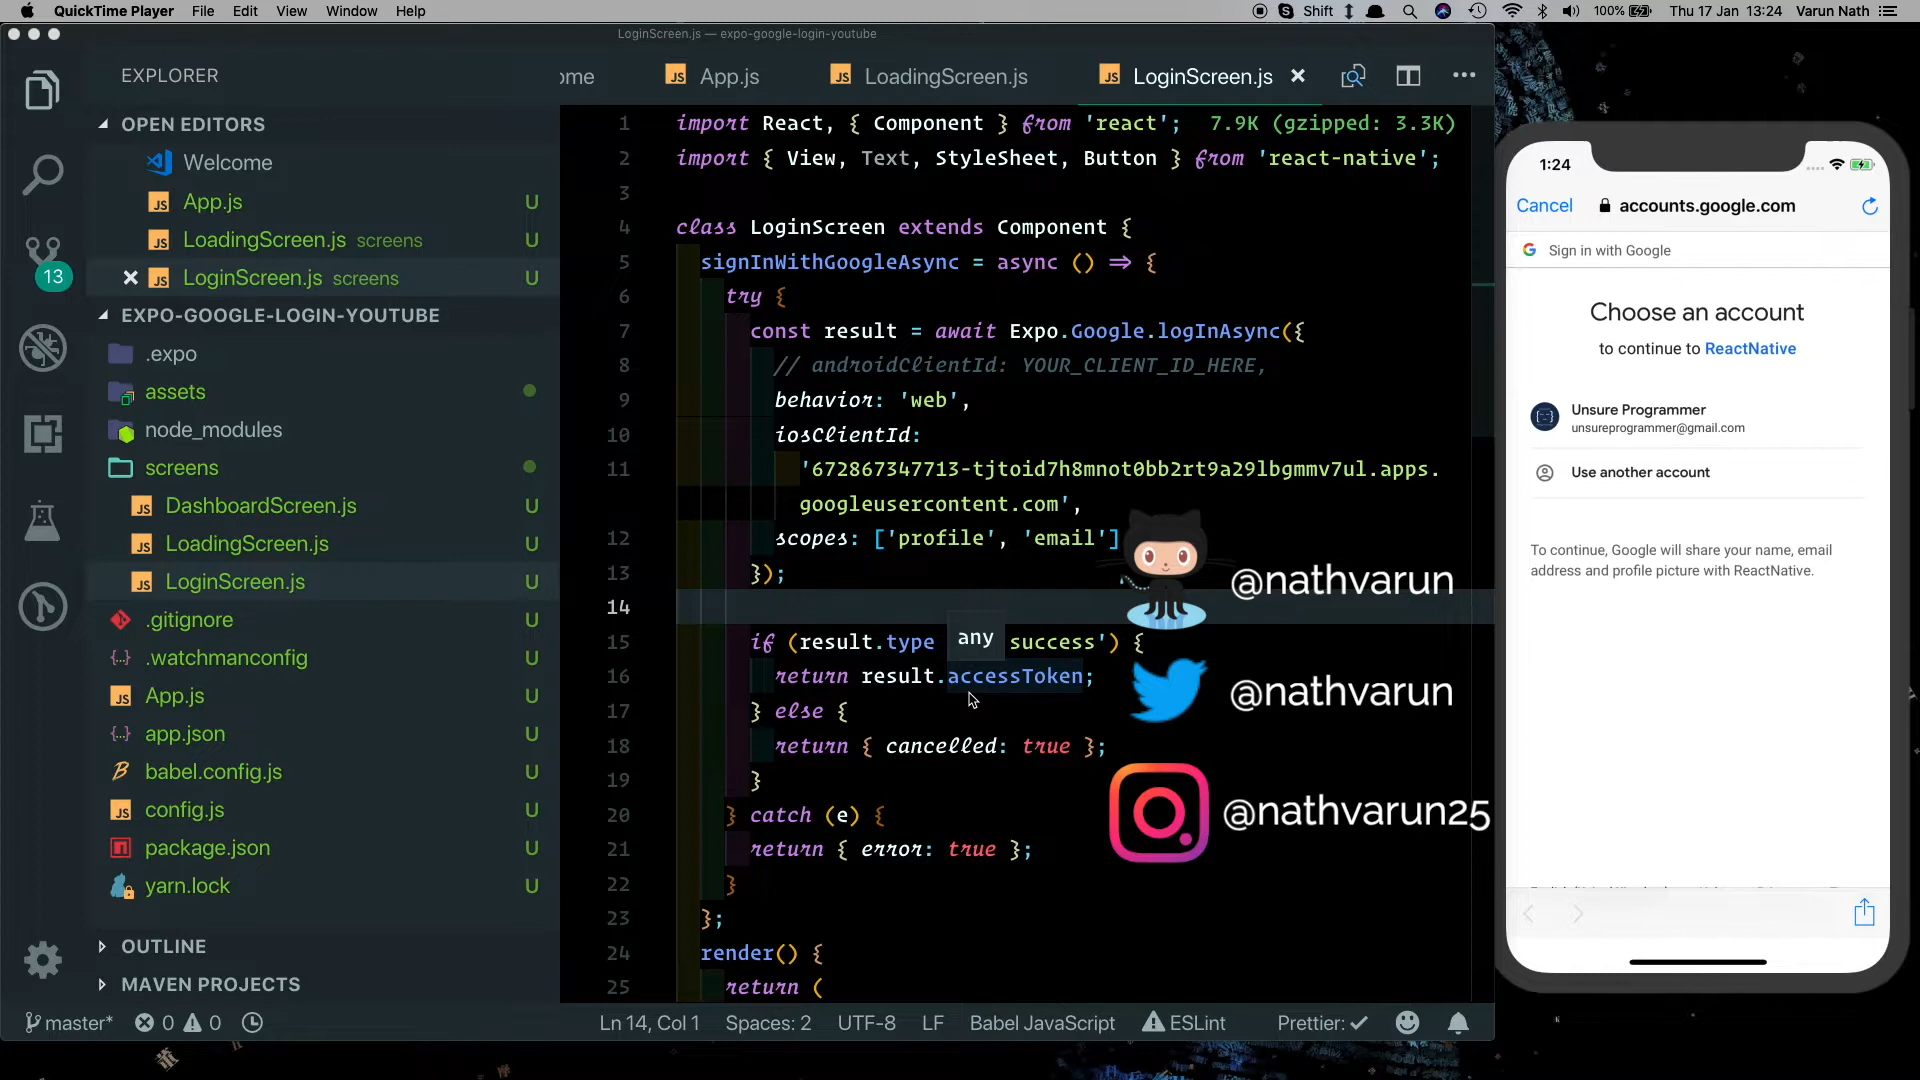 QuickTime Player File Edit View Window Help
Shift 100% Thu 17 Jan 13:24 Varun Nath
LoginScreen.js — expo-google-login-youtube
EXPLORER
ome App.js LoadingScreen.js LoginScreen.js
OPEN EDITORS
Welcome
App.js U
LoadingScreen.js screens U
LoginScreen.js screens U
13
EXPO-GOOGLE-LOGIN-YOUTUBE
.expo
assets
node_modules
screens
DashboardScreen.js U
LoadingScreen.js U
LoginScreen.js U
.gitignore U
.watchmanconfig U
App.js U
app.json U
babel.config.js U
config.js U
package.json U
yarn.lock U
OUTLINE
MAVEN PROJECTS
1 import React, { Component } from 'react'; 7.9K (gzipped: 3.3K)
2 import { View, Text, StyleSheet, Button } from 'react-native';
3
4 class LoginScreen extends Component {
5 signInWithGoogleAsync = async () => {
6 try {
7 const result = await Expo.Google.logInAsync({
8 // androidClientId: YOUR_CLIENT_ID_HERE,
9 behavior: 'web',
10 iosClientId:
11 '672867347713-tjtoid7h8mnot0bb2rt9a29lbgmmv7ul.apps.
googleusercontent.com',
12 scopes: ['profile', 'email']
13 });
14
15 if (result.type any success') {
16 return result.accessToken;
17 } else {
18 return { cancelled: true };
19 }
20 } catch (e) {
21 return { error: true };
22 }
23 };
24 render() {
25 return (
@nathvarun
@nathvarun
@nathvarun25
master* 0 0 Ln 14, Col 1 Spaces: 2 UTF-8 LF Babel JavaScript ESLint Prettier: ✓
1:24
Cancel accounts.google.com
Sign in with Google
Choose an account
to continue to ReactNative
Unsure Programmer
unsureprogrammer@gmail.com
Use another account
To continue, Google will share your name, email
address and profile picture with ReactNative.